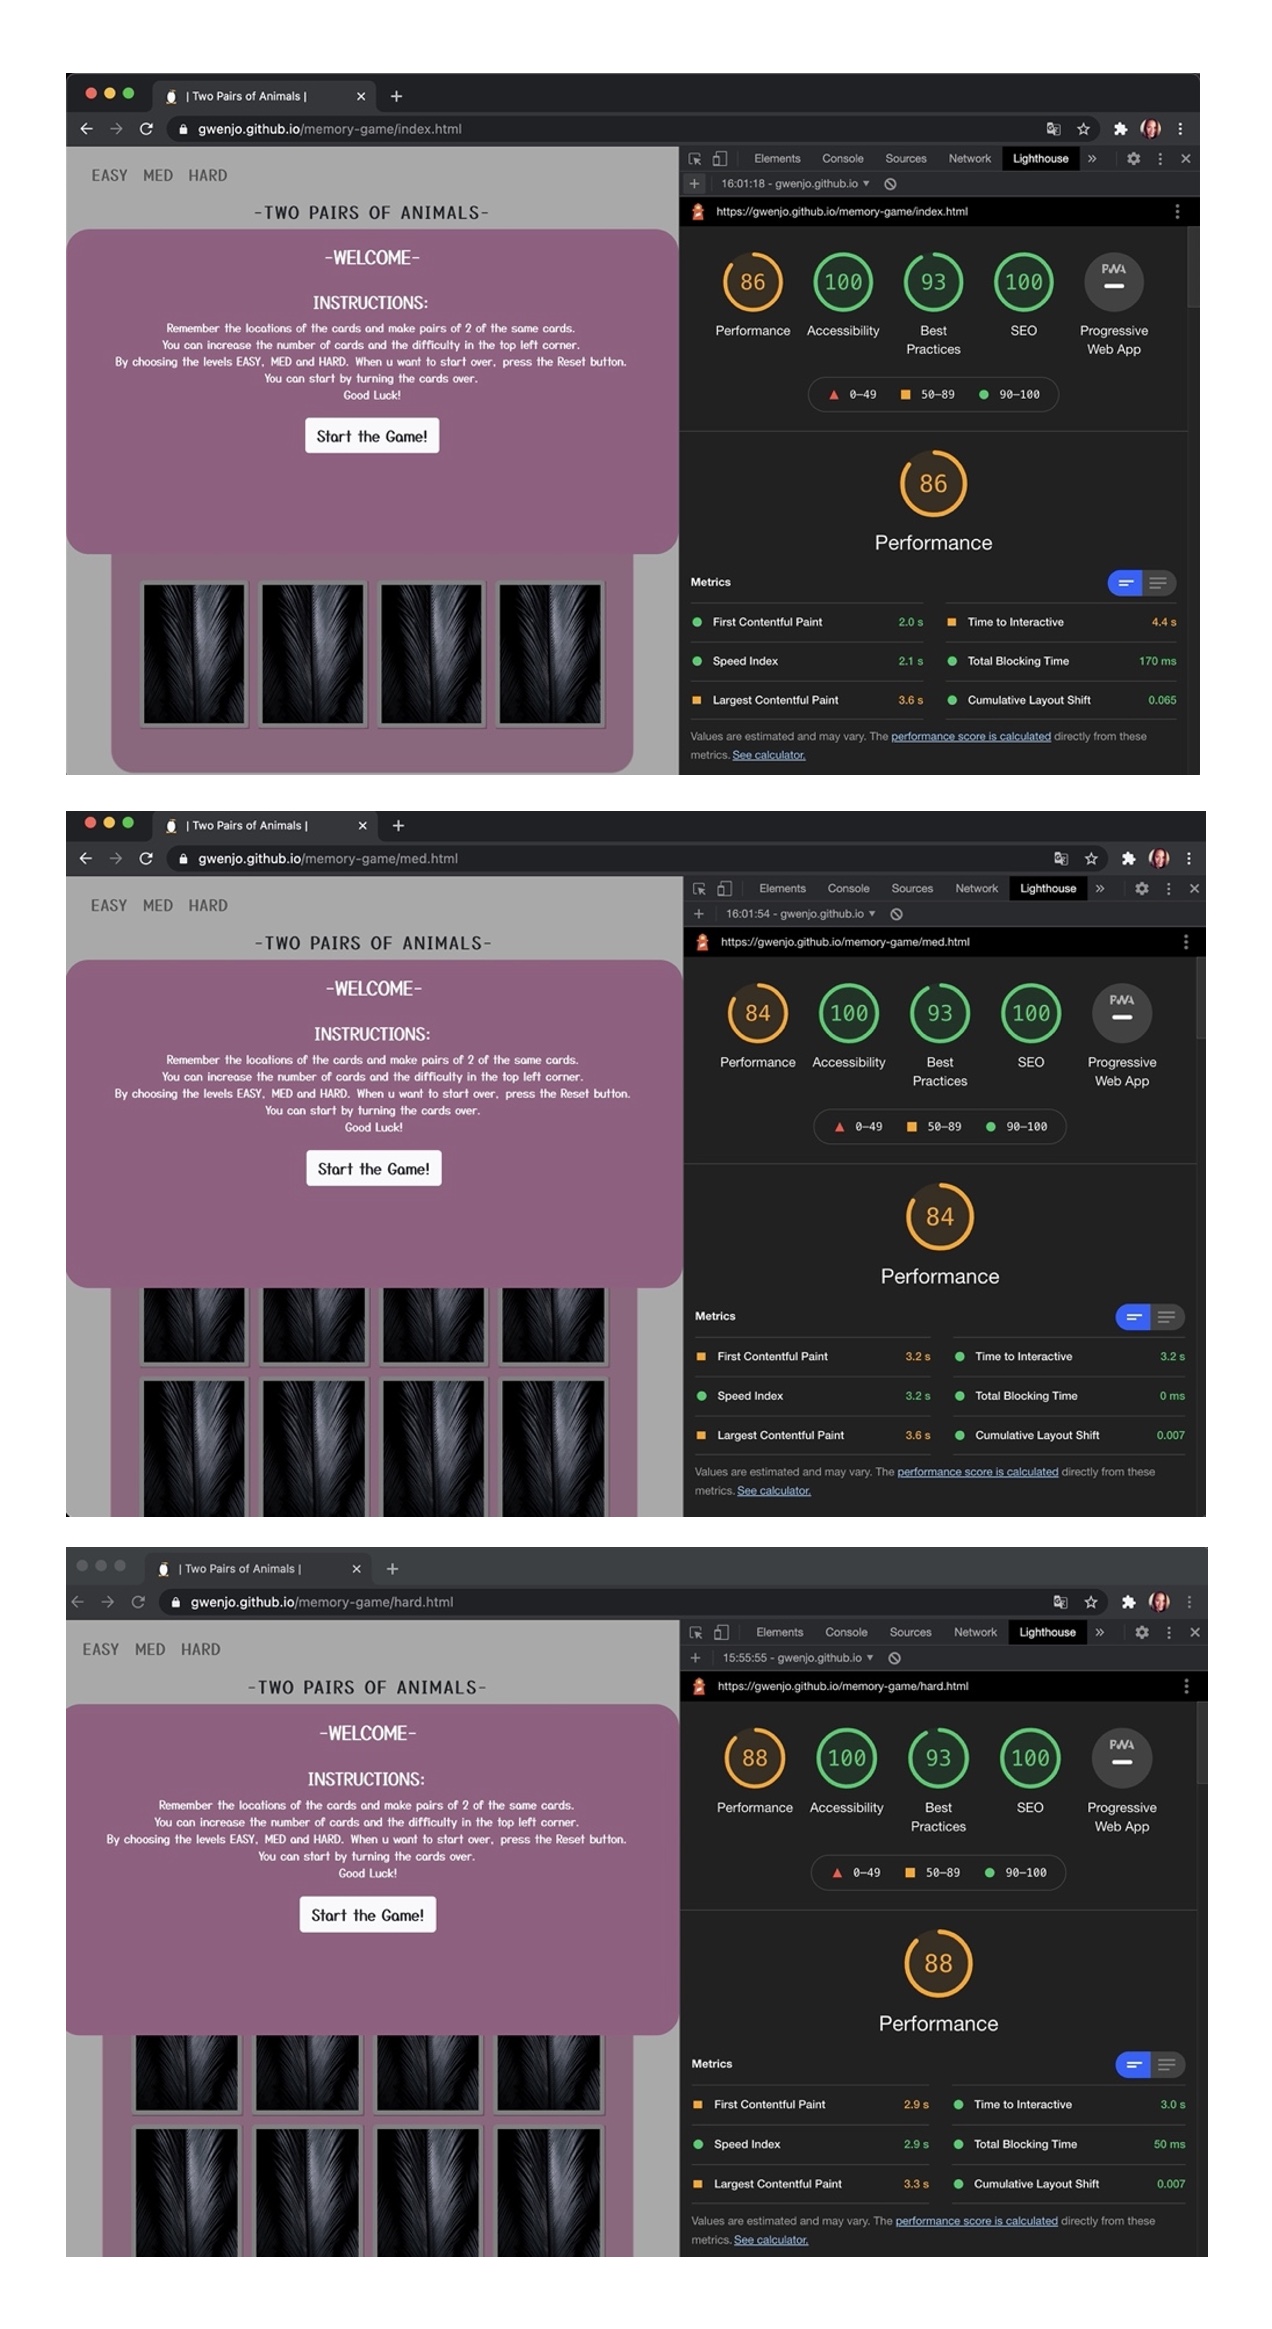 | Two Pairs of Animals |
gwenjo.github.io/memory-game/index.html
EASY MED HARD
-TWO PAIRS OF ANIMALS-
-WELCOME-
INSTRUCTIONS:
Remember the locations of the cards and make pairs of 2 of the same cards.
You can increase the number of cards and the difficulty in the top left corner.
By choosing the levels EASY, MED and HARD. When u want to start over, press the Reset button.
You can start by turning the cards over.
Good Luck!
Start the Game!
Elements Console Sources Network Lighthouse
16:01:18 - gwenjo.github.io
https://gwenjo.github.io/memory-game/index.html
86 100 93 100 PWA
Performance Accessibility Best Practices SEO Progressive Web App
0–49 50–89 90–100
86
Performance
Metrics
First Contentful Paint 2.0 s Time to Interactive 4.4 s
Speed Index 2.1 s Total Blocking Time 170 ms
Largest Contentful Paint 3.6 s Cumulative Layout Shift 0.065
Values are estimated and may vary. The performance score is calculated directly from these
metrics. See calculator.
| Two Pairs of Animals |
gwenjo.github.io/memory-game/med.html
EASY MED HARD
-TWO PAIRS OF ANIMALS-
-WELCOME-
INSTRUCTIONS:
Remember the locations of the cards and make pairs of 2 of the same cards.
You can increase the number of cards and the difficulty in the top left corner.
By choosing the levels EASY, MED and HARD. When u want to start over, press the Reset button.
You can start by turning the cards over.
Good Luck!
Start the Game!
Elements Console Sources Network Lighthouse
16:01:54 - gwenjo.github.io
https://gwenjo.github.io/memory-game/med.html
84 100 93 100 PWA
Performance Accessibility Best Practices SEO Progressive Web App
0–49 50–89 90–100
84
Performance
Metrics
First Contentful Paint 3.2 s Time to Interactive 3.2 s
Speed Index 3.2 s Total Blocking Time 0 ms
Largest Contentful Paint 3.6 s Cumulative Layout Shift 0.007
Values are estimated and may vary. The performance score is calculated directly from these
metrics. See calculator.
| Two Pairs of Animals |
gwenjo.github.io/memory-game/hard.html
EASY MED HARD
-TWO PAIRS OF ANIMALS-
-WELCOME-
INSTRUCTIONS:
Remember the locations of the cards and make pairs of 2 of the same cards.
You can increase the number of cards and the difficulty in the top left corner.
By choosing the levels EASY, MED and HARD. When u want to start over, press the Reset button.
You can start by turning the cards over.
Good Luck!
Start the Game!
Elements Console Sources Network Lighthouse
15:55:55 - gwenjo.github.io
https://gwenjo.github.io/memory-game/hard.html
88 100 93 100 PWA
Performance Accessibility Best Practices SEO Progressive Web App
0–49 50–89 90–100
88
Performance
Metrics
First Contentful Paint 2.9 s Time to Interactive 3.0 s
Speed Index 2.9 s Total Blocking Time 50 ms
Largest Contentful Paint 3.3 s Cumulative Layout Shift 0.007
Values are estimated and may vary. The performance score is calculated directly from these
metrics. See calculator.